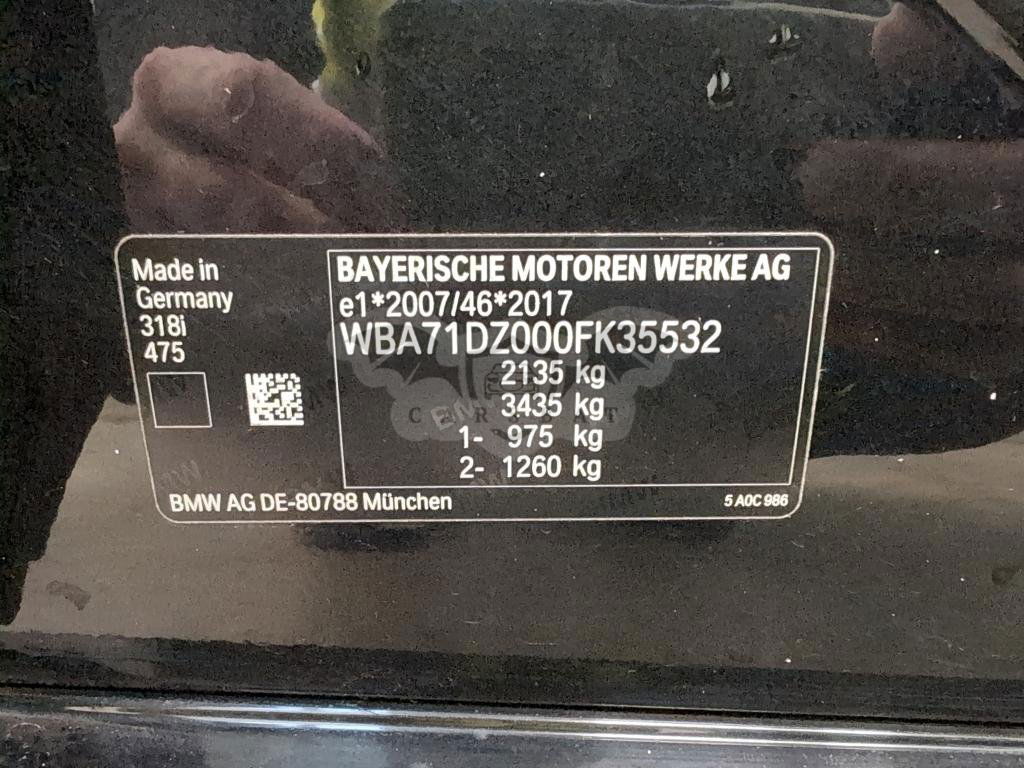 Made in
Germany
318i
475
BAYERISCHE MOTOREN WERKE AG
e1*2007/46*2017
WBA71DZ000FK35532
2135 kg
3435 kg
1- 975 kg
2- 1260 kg
BMW AG DE-80788 München
5 A0C 986